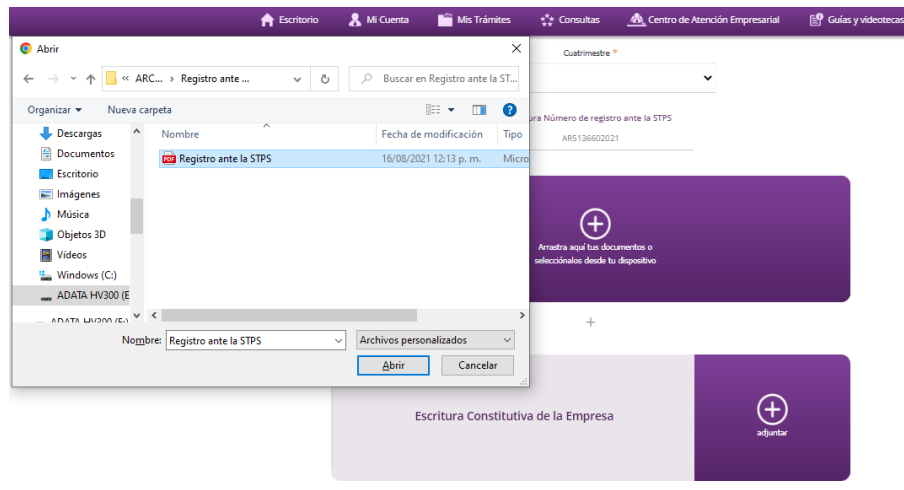 Escritorio Mi Cuenta Mis Trámites Consultas Centro de Atención Empresarial Guías y videotecas
Abrir
Cuatrimestre *
« ARC... › Registro ante ...
Buscar en Registro ante la ST...
Organizar Nueva carpeta
Nombre Fecha de modificación Tipo
Registro ante la STPS 16/08/2021 12:13 p. m. Micro
Descargas
Documentos
Escritorio
Imágenes
Música
Objetos 3D
Vídeos
Windows (C:)
ADATA HV300 (E
ADATA HV300 (E:)
Nombre: Registro ante la STPS Archivos personalizados
Abrir Cancelar
ura Número de registro ante la STPS
ARS136602021
Arrastra aquí tus documentos o
selecciónalos desde tu dispositivo
Escritura Constitutiva de la Empresa
adjuntar